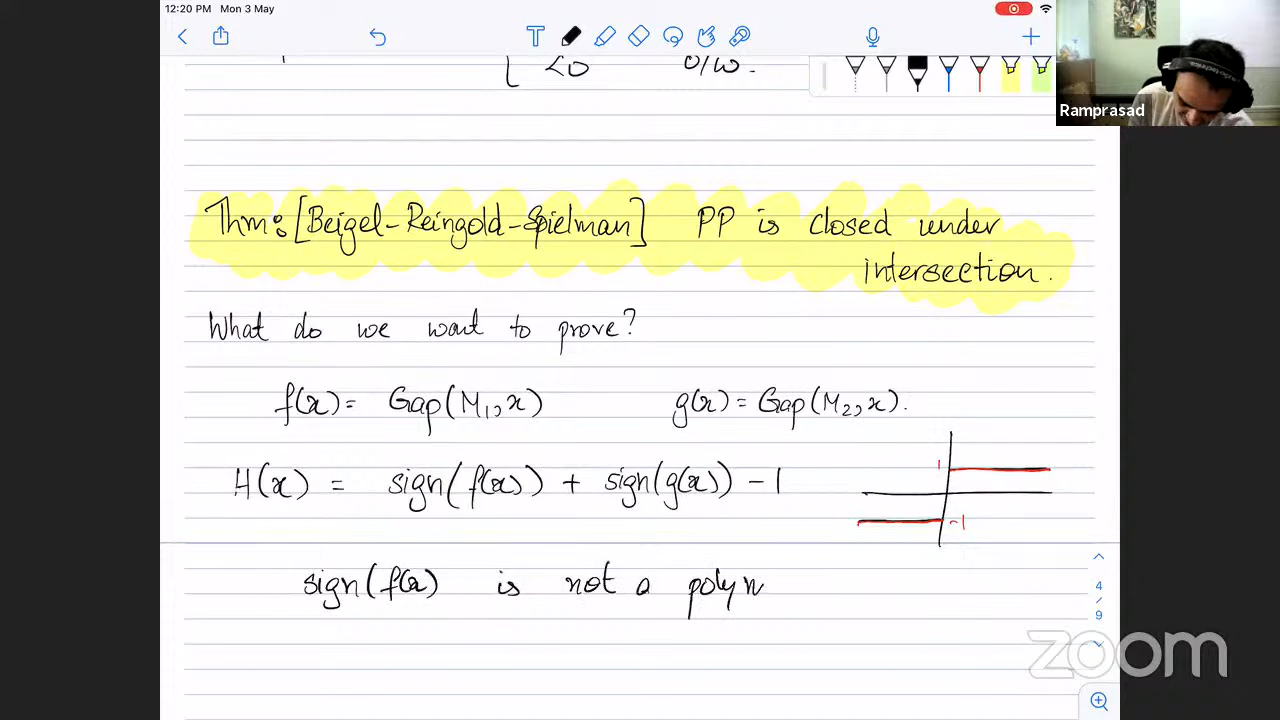 12:20 PM Mon 3 May
<0 o/w.
Ramprasad
Thm: [Beigel-Reingold-Spielman] PP is closed under
intersection.
What do we want to prove?
f(x) = Gap(M1, x) g(x) = Gap(M2, x).
H(x) = sign(f(x)) + sign(g(x)) - 1
1
-1
sign(f(x) is not a polyn
4
9
zoom